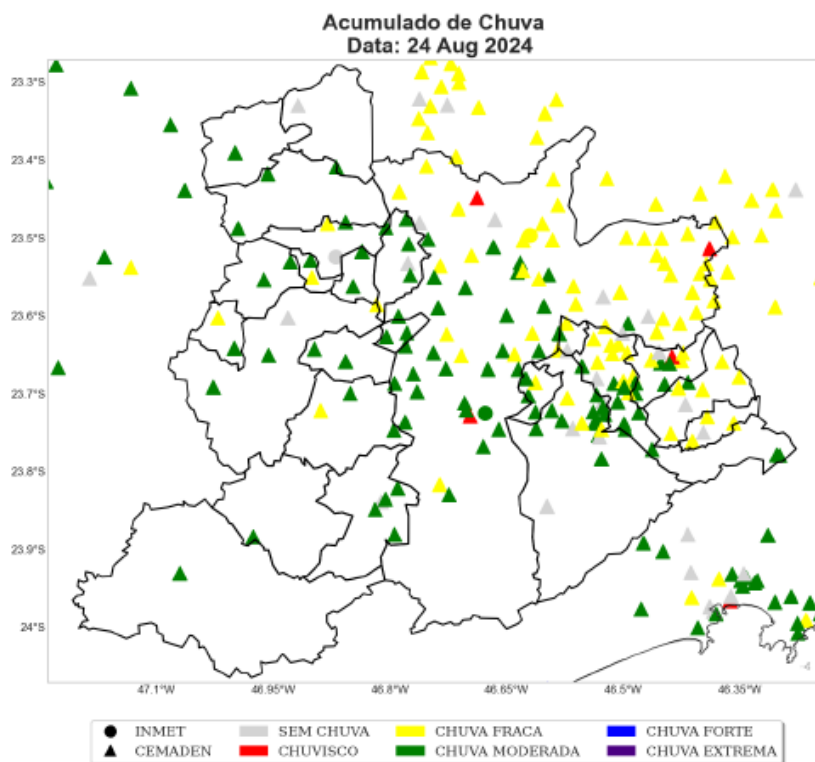 Acumulado de Chuva
Data: 24 Aug 2024
23.3°S
23.4°S
23.5°S
23.6°S
23.7°S
23.8°S
23.9°S
24°S
-4
47.1°W 46.95°W 46.8°W 46.65°W 46.5°W 46.35°W
INMET SEM CHUVA CHUVA FRACA CHUVA FORTE
CEMADEN CHUVISCO CHUVA MODERADA CHUVA EXTREMA